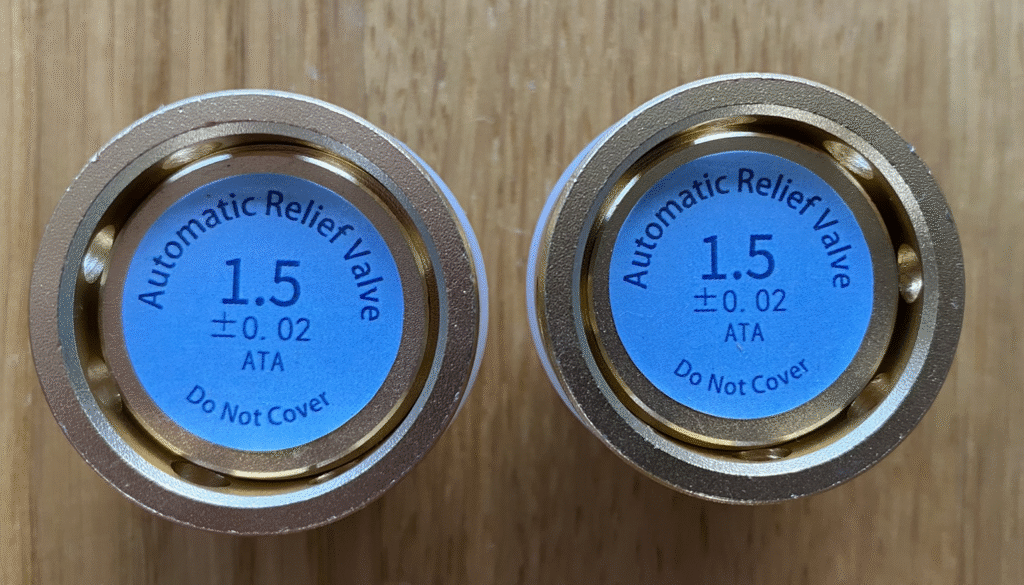 Automatic Relief Valve
1.5
±0. 02
ATA
Do Not Cover
Automatic Relief Valve
1.5
±0. 02
ATA
Do Not Cover